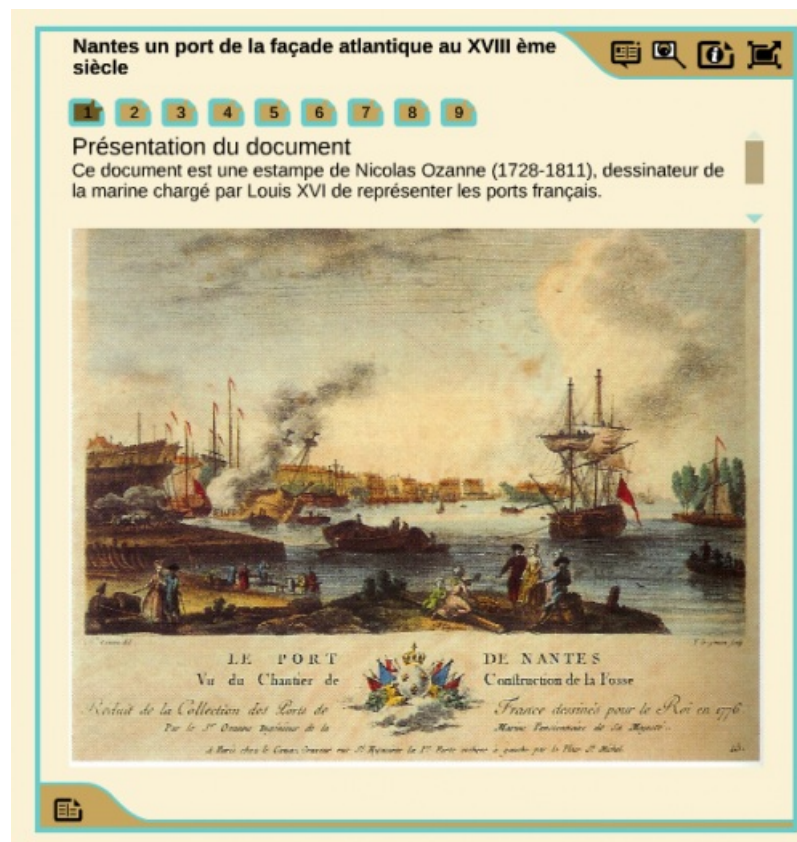 Nantes un port de la façade atlantique au XVIII ème
siècle
1 2 3 4 5 6 7 8 9
Présentation du document
Ce document est une estampe de Nicolas Ozanne (1728-1811), dessinateur de
la marine chargé par Louis XVI de représenter les ports français.
LE PORT DE NANTES
Vu du Chantier de Construction de la Fosse
Réduit de la Collection des Ports de France dessinés pour le Roi en 1776
Par le Sr Ozanne Ingénieur de la Marine Pensionnaire de Sa Majesté.
A Paris chez le